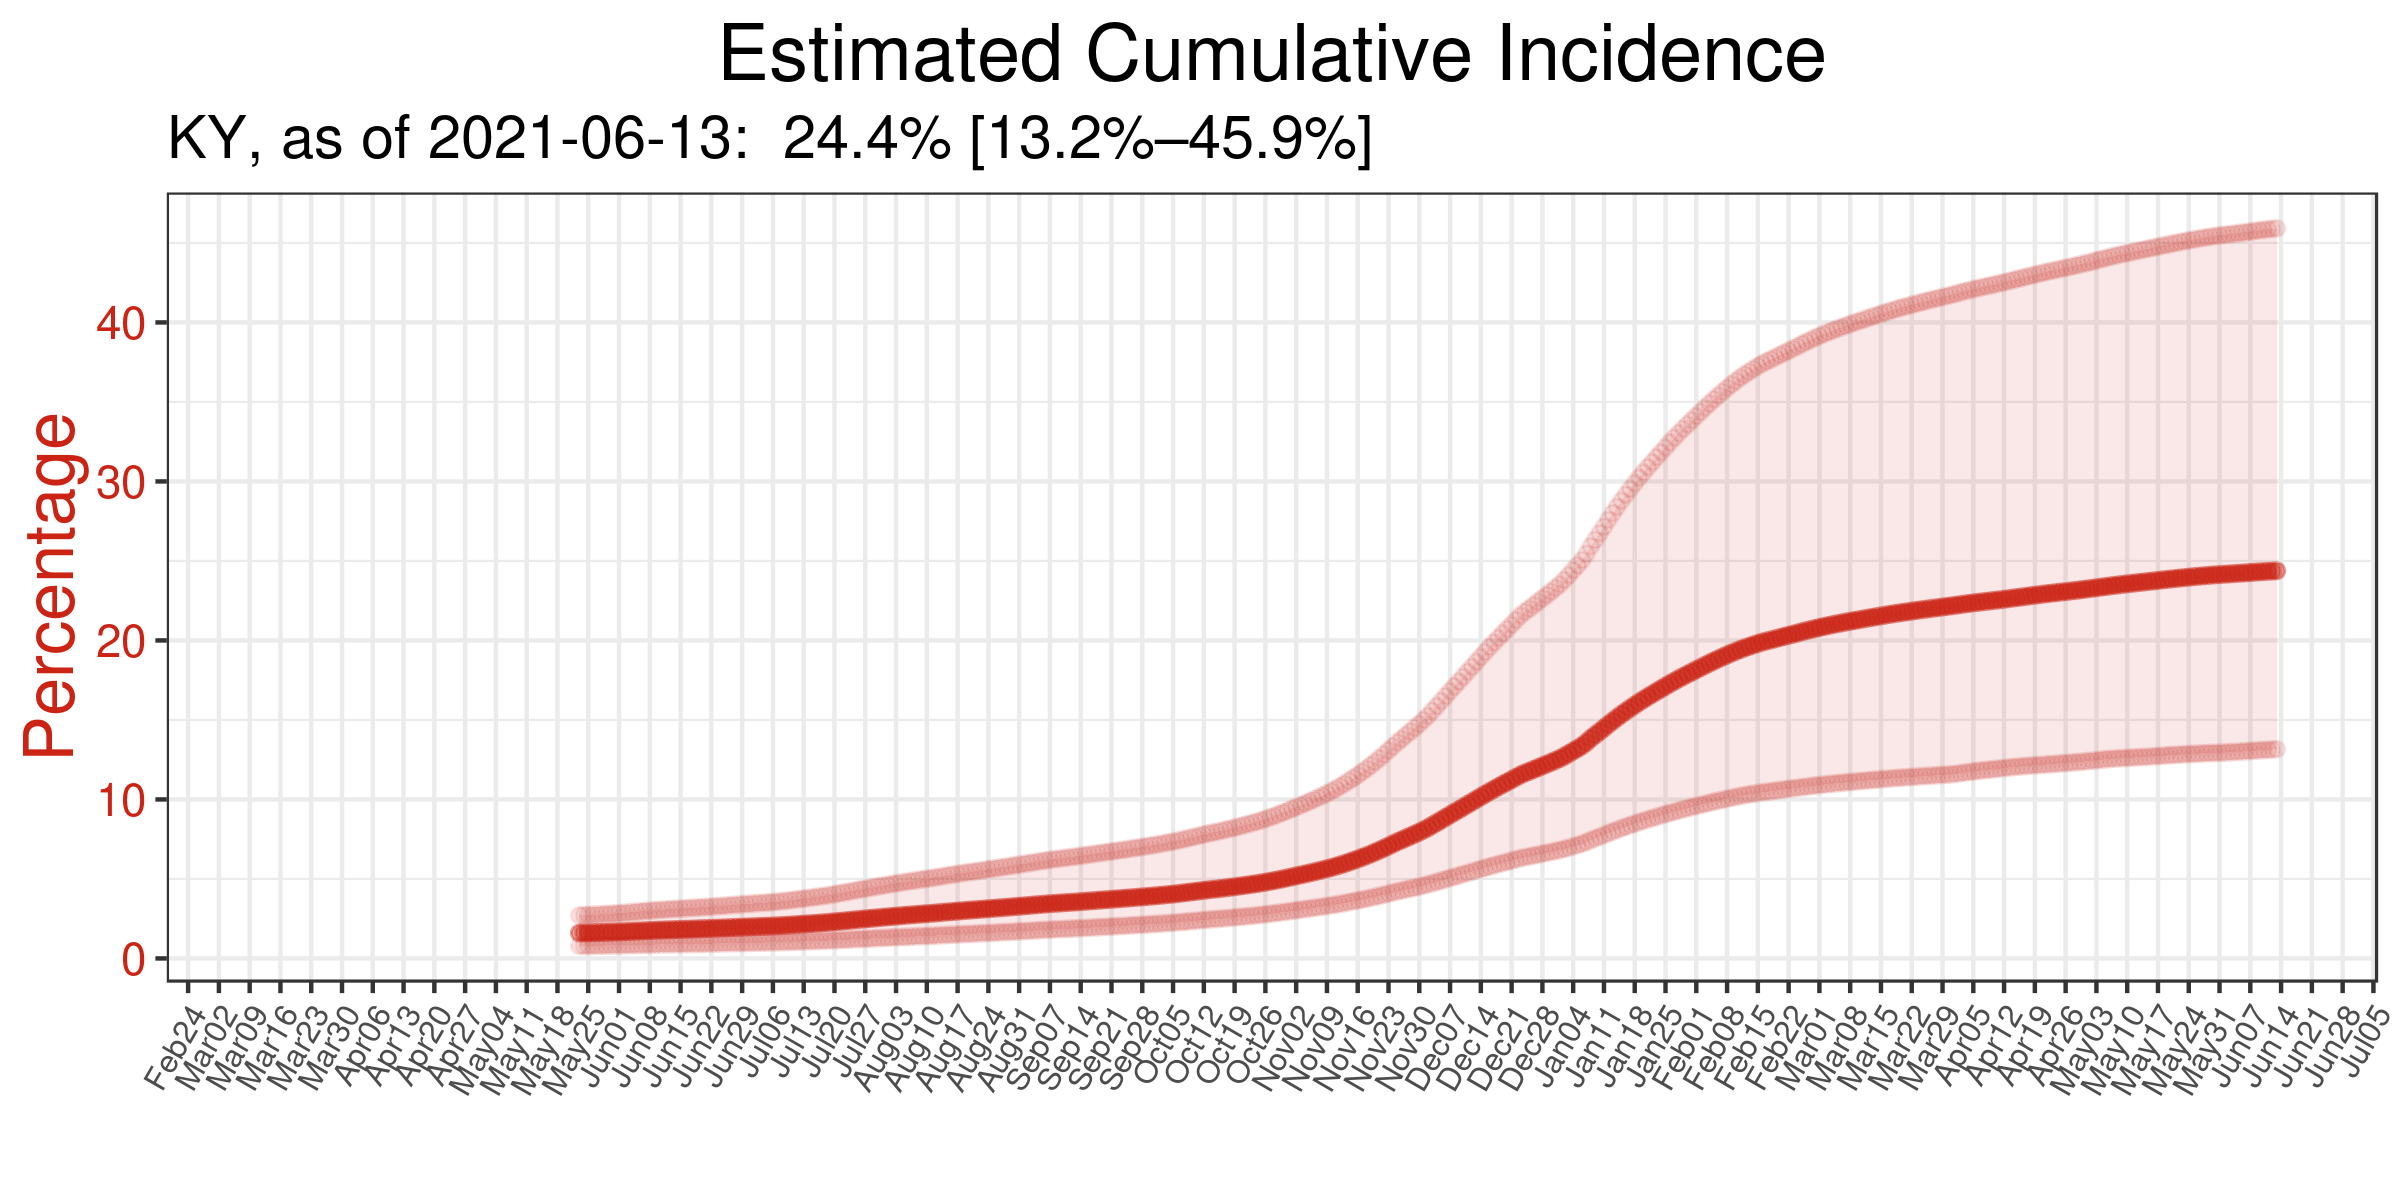 Estimated Cumulative Incidence
KY, as of 2021-06-13:  24.4% [13.2%–45.9%]
Percentage
40
30
20
10
0
Feb24
Mar02
Mar09
Mar16
Mar23
Mar30
Apr06
Apr13
Apr20
Apr27
May04
May11
May18
May25
Jun01
Jun08
Jun15
Jun22
Jun29
Jul06
Jul13
Jul20
Jul27
Aug03
Aug10
Aug17
Aug24
Aug31
Sep07
Sep14
Sep21
Sep28
Oct05
Oct12
Oct19
Oct26
Nov02
Nov09
Nov16
Nov23
Nov30
Dec07
Dec14
Dec21
Dec28
Jan04
Jan11
Jan18
Jan25
Feb01
Feb08
Feb15
Feb22
Mar01
Mar08
Mar15
Mar22
Mar29
Apr05
Apr12
Apr19
Apr26
May03
May10
May17
May24
May31
Jun07
Jun14
Jun21
Jun28
Jul05